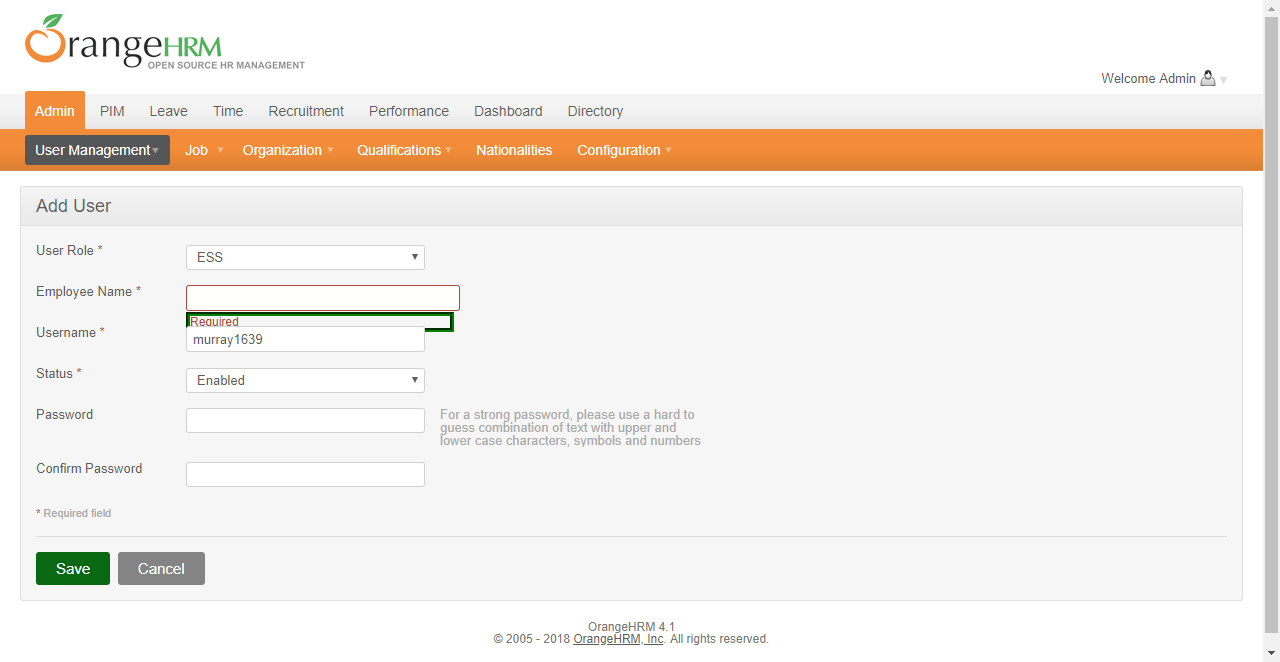 OrangeHRM
OPEN SOURCE HR MANAGEMENT
Welcome Admin
Admin PIM Leave Time Recruitment Performance Dashboard Directory
User Management Job Organization Qualifications Nationalities Configuration
Add User
User Role * ESS
Employee Name *
Required
Username * murray1639
Status * Enabled
Password For a strong password, please use a hard to
guess combination of text with upper and
lower case characters, symbols and numbers
Confirm Password
* Required field
Save Cancel
OrangeHRM 4.1
© 2005 - 2018 OrangeHRM, Inc. All rights reserved.